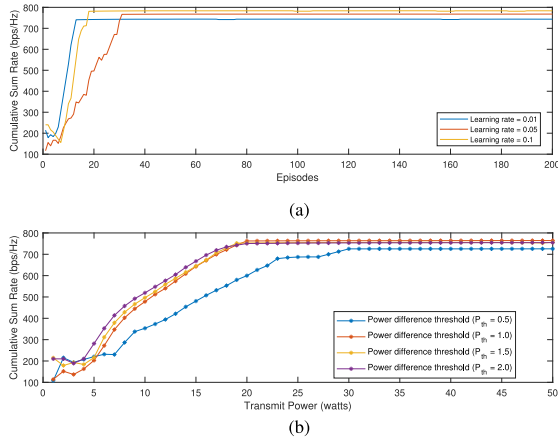 800
700
600
500
400
300
200
100
Cumulative Sum Rate (bps/Hz)
0 20 40 60 80 100 120 140 160 180 200
Episodes
Learning rate = 0.01
Learning rate = 0.05
Learning rate = 0.1
(a)
800
700
600
500
400
300
200
100
Cumulative Sum Rate (bps/Hz)
0 5 10 15 20 25 30 35 40 45 50
Transmit Power (watts)
Power difference threshold (P_th = 0.5)
Power difference threshold (P_th = 1.0)
Power difference threshold (P_th = 1.5)
Power difference threshold (P_th = 2.0)
(b)